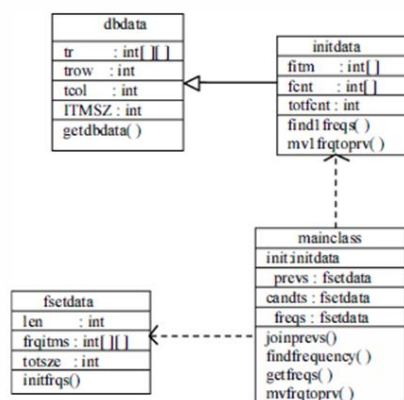 dbdata
tr : int[ ][ ]
trow : int
tcol : int
ITMSZ : int
getdbdata( )
initdata
fitm : int[ ]
fcnt : int[ ]
totfcnt : int
find1freqs( )
mv1frqtoprv( )
mainclass
init:initdata
prevs : fsetdata
candts : fsetdata
freqs : fsetdata
joinprevs()
findfrequency( )
getfreqs( )
mvfrqtoprv( )
fsetdata
len : int
frqitms : int[ ][ ]
totsze : int
initfrqs()